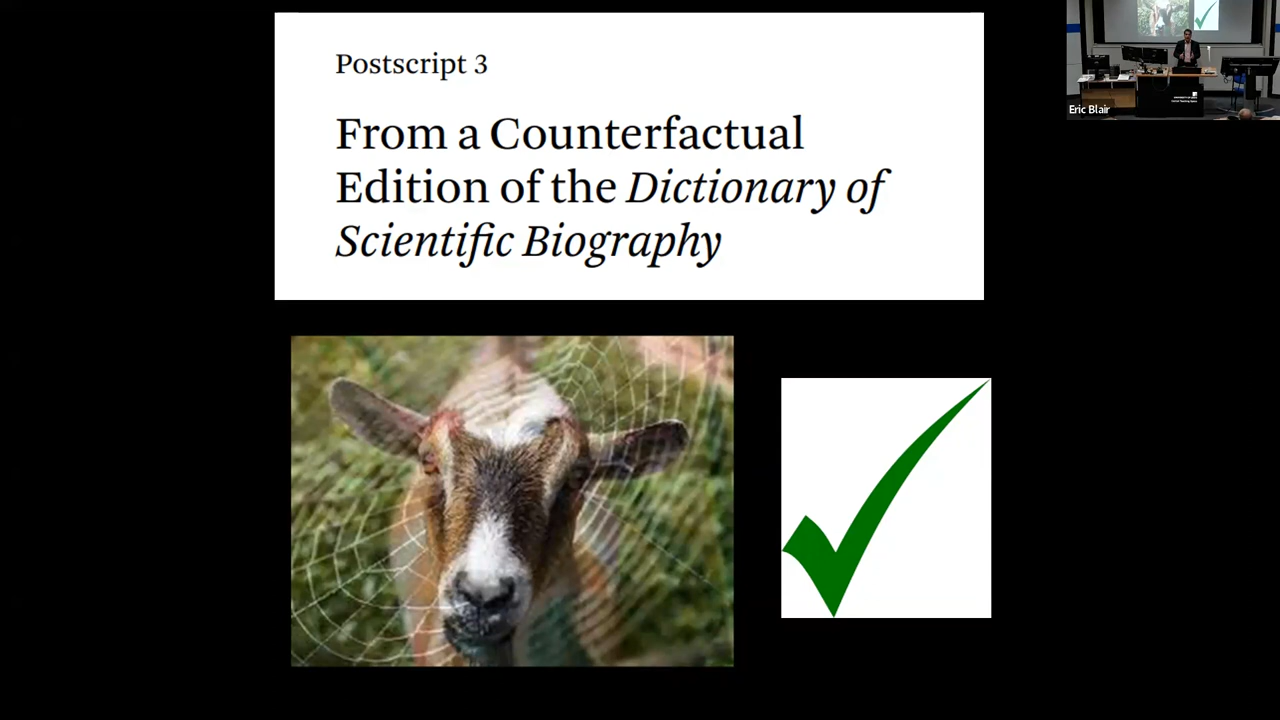 Postscript 3
From a Counterfactual
Edition of the Dictionary of
Scientific Biography
Eric Blair